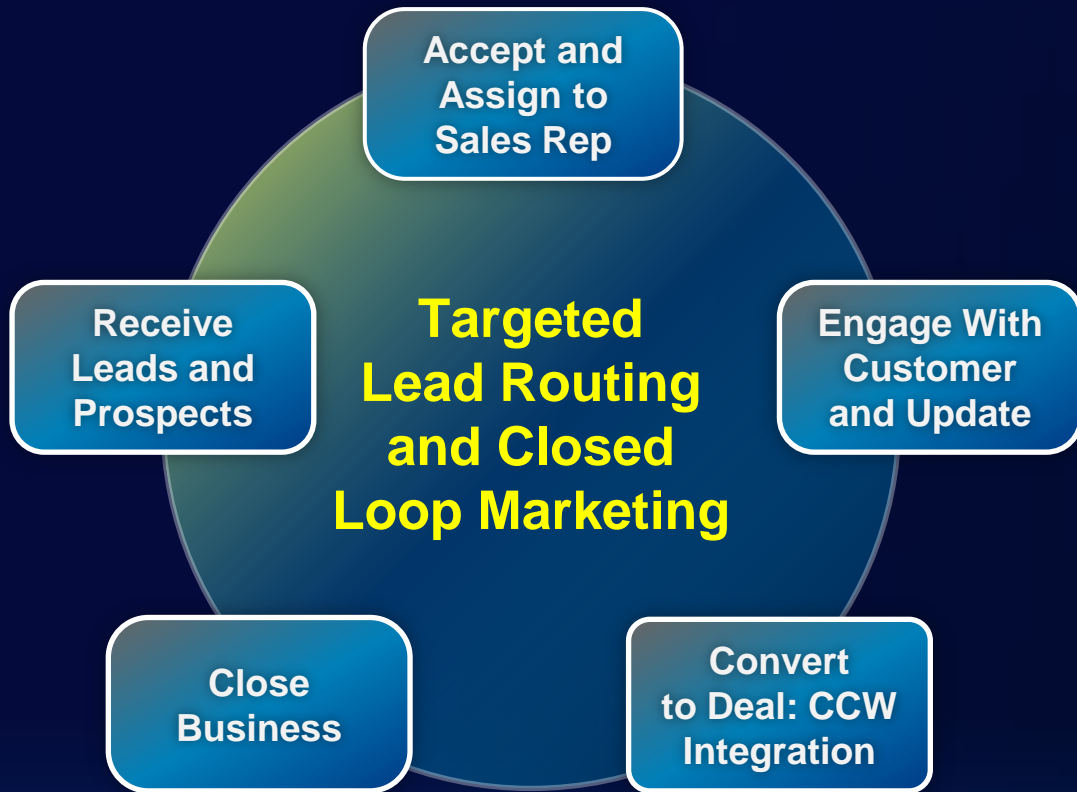 Accept and
Assign to
Sales Rep
Receive
Leads and
Prospects
Targeted
Lead Routing
and Closed
Loop Marketing
Engage With
Customer
and Update
Close
Business
Convert
to Deal: CCW
Integration